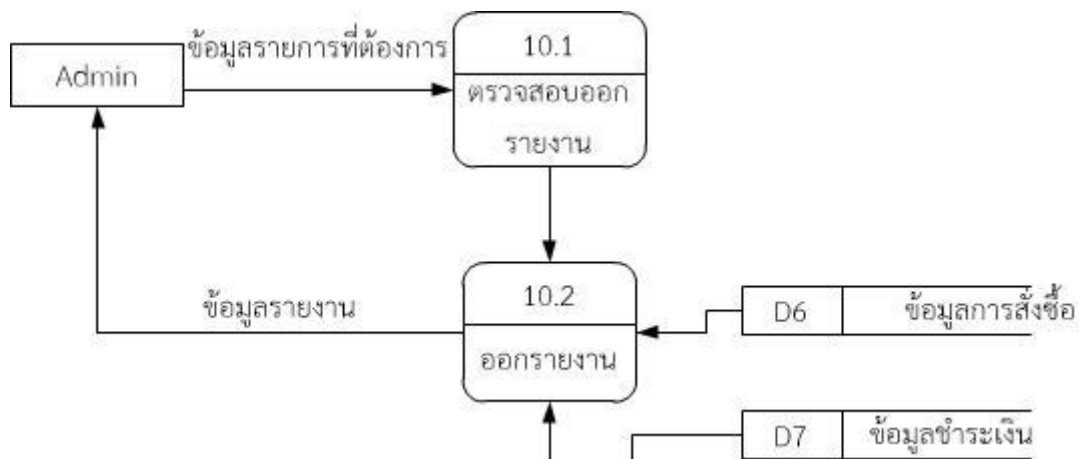 ข้อมูลรายการที่ต้องการ
Admin
10.1
ตรวจสอบออก
รายงาน
10.2
ออกรายงาน
ข้อมูลรายงาน
D6 ข้อมูลการสั่งซื้อ
D7 ข้อมูลชำระเงิน